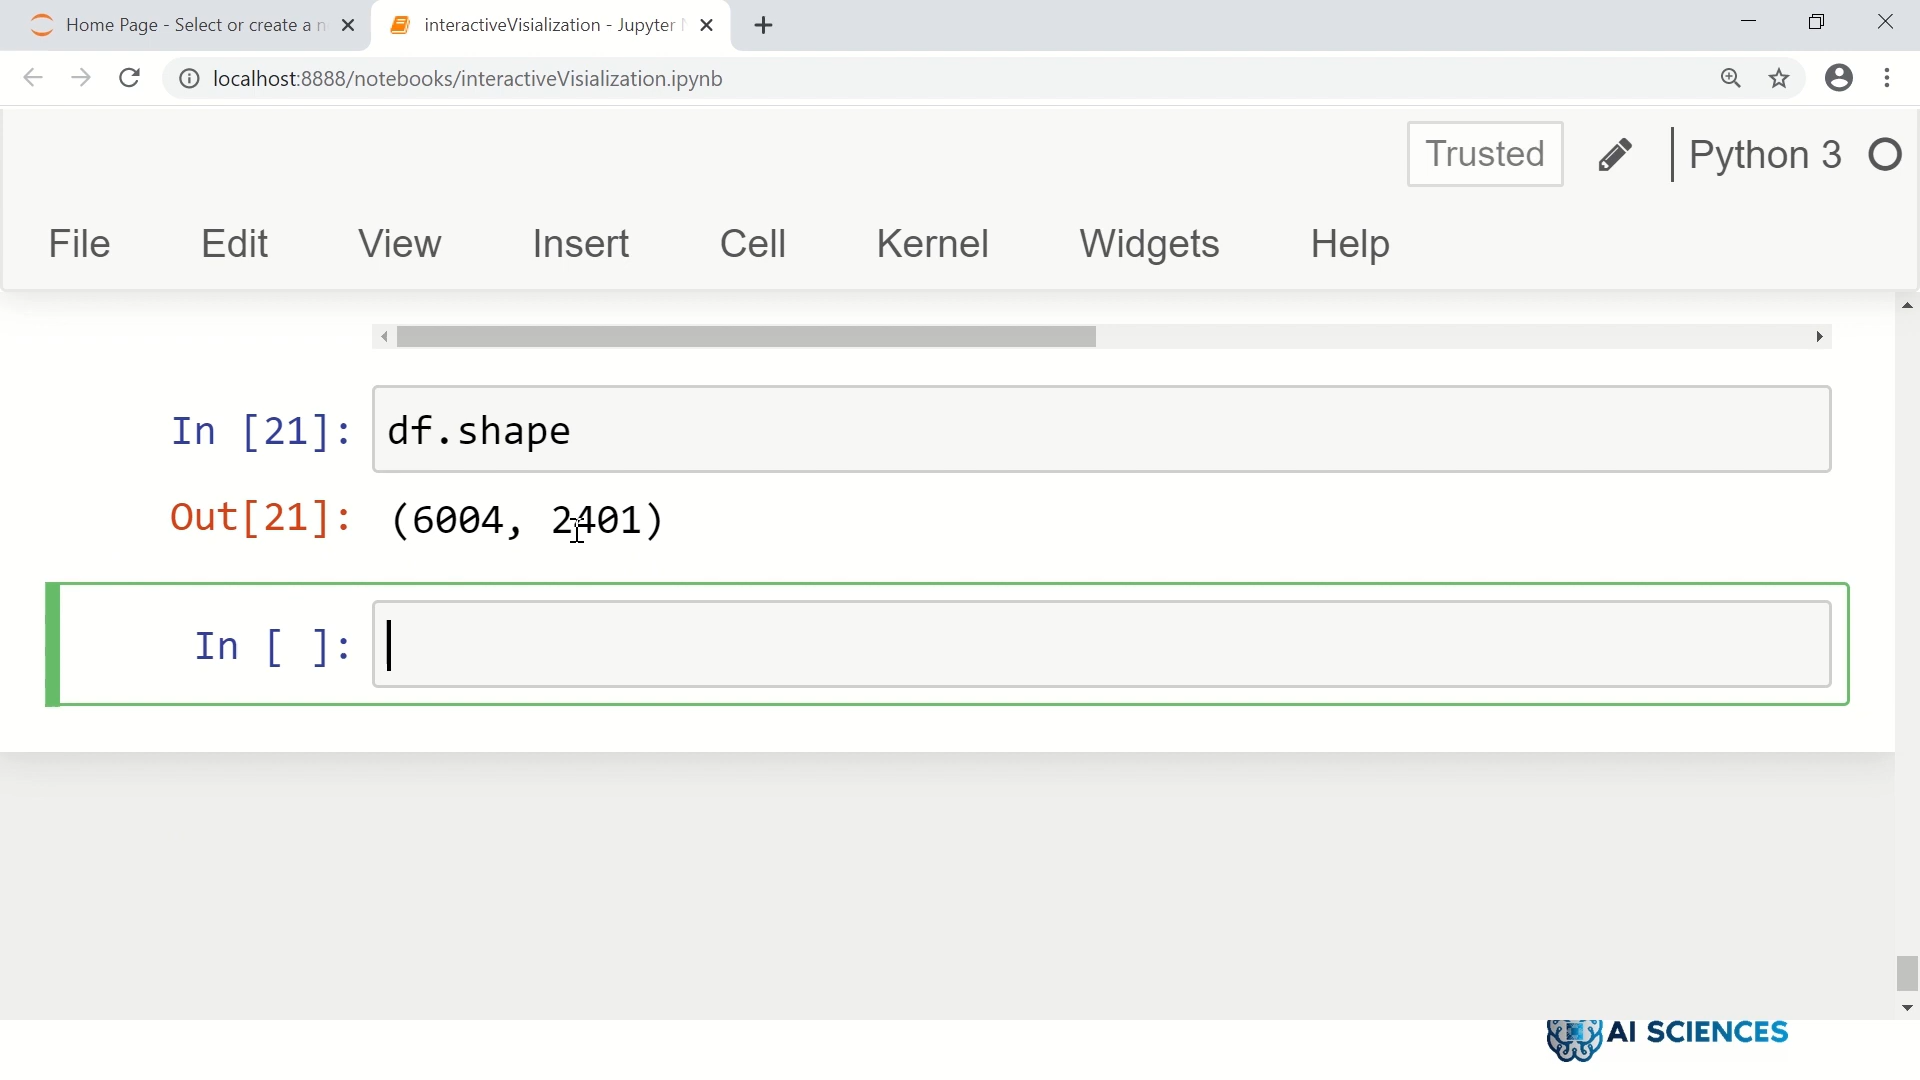 Home Page - Select or create a n
interactiveVisialization - Jupyter
localhost:8888/notebooks/interactiveVisialization.ipynb
Trusted
Python 3
File Edit View Insert Cell Kernel Widgets Help
In [21]: df.shape
Out[21]: (6004, 2401)
In [ ]:
AI SCIENCES